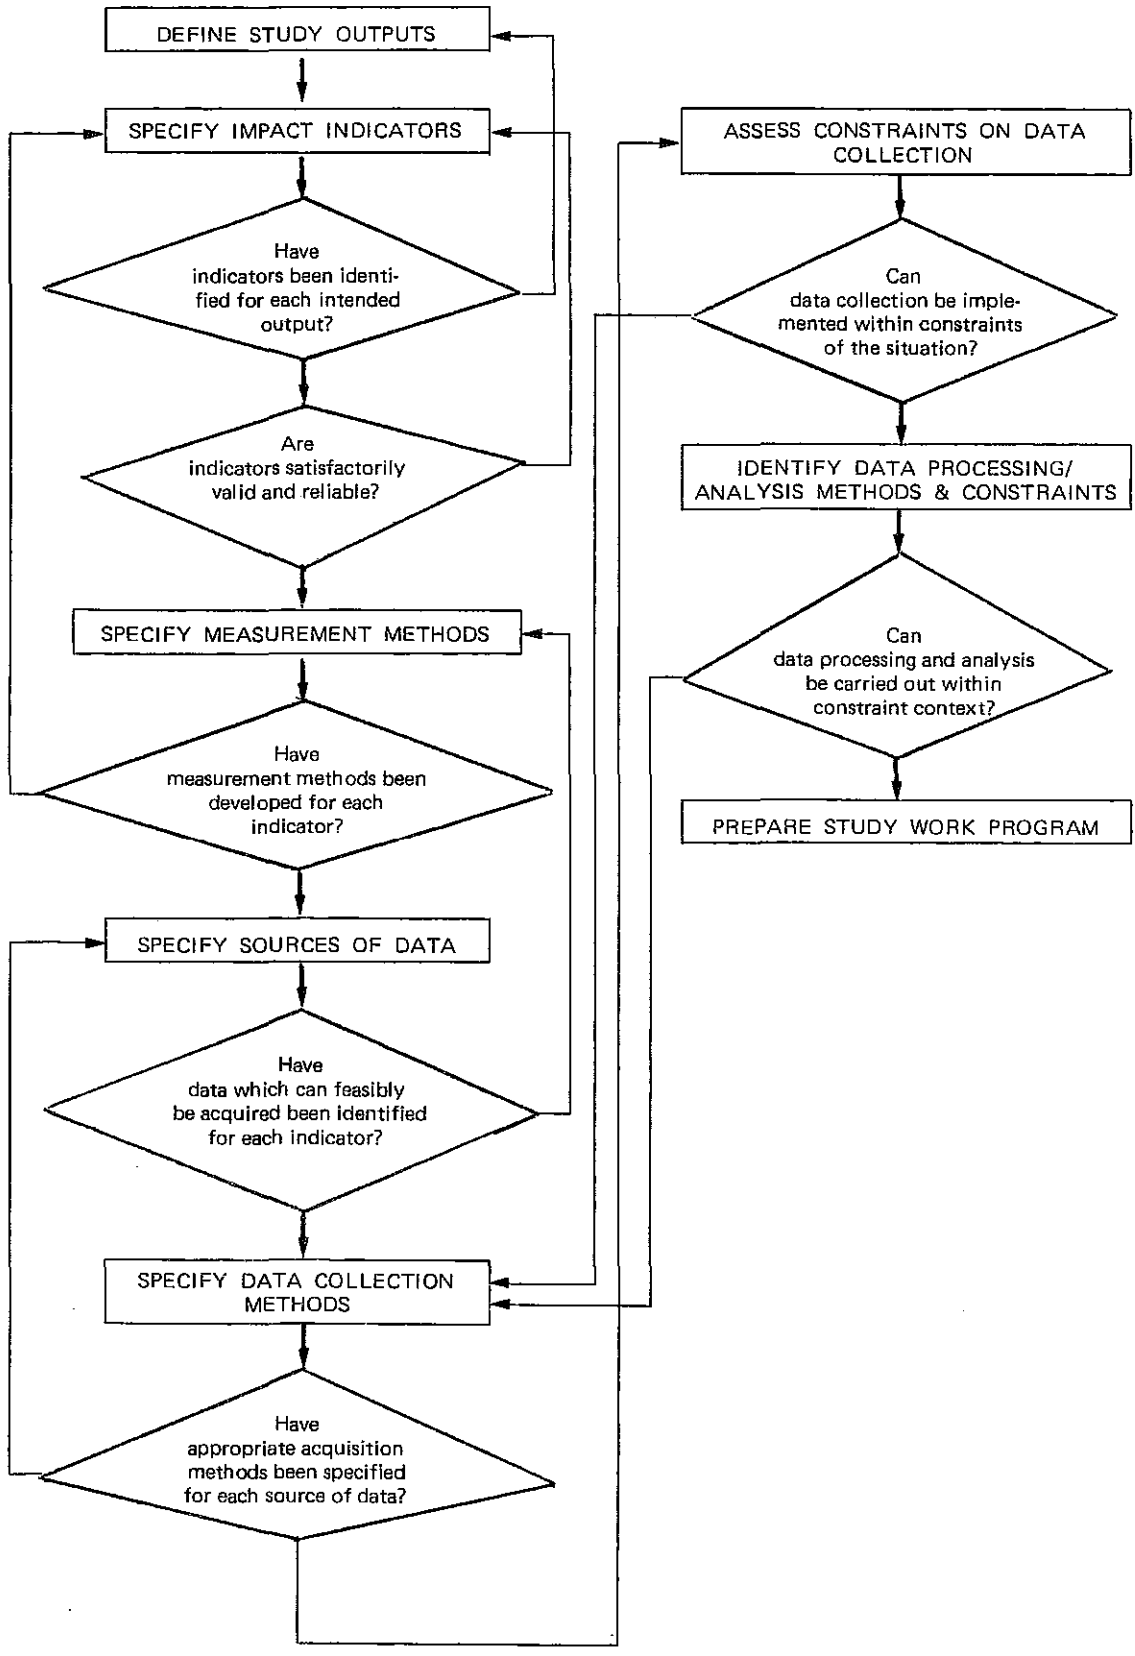 DEFINE STUDY OUTPUTS
SPECIFY IMPACT INDICATORS
Have
indicators been identi-
fied for each intended
output?
Are
indicators satisfactorily
valid and reliable?
SPECIFY MEASUREMENT METHODS
Have
measurement methods been
developed for each
indicator?
SPECIFY SOURCES OF DATA
Have
data which can feasibly
be acquired been identified
for each indicator?
SPECIFY DATA COLLECTION
METHODS
Have
appropriate acquisition
methods been specified
for each source of data?
ASSESS CONSTRAINTS ON DATA
COLLECTION
Can
data collection be imple-
mented within constraints
of the situation?
IDENTIFY DATA PROCESSING/
ANALYSIS METHODS & CONSTRAINTS
Can
data processing and analysis
be carried out within
constraint context?
PREPARE STUDY WORK PROGRAM